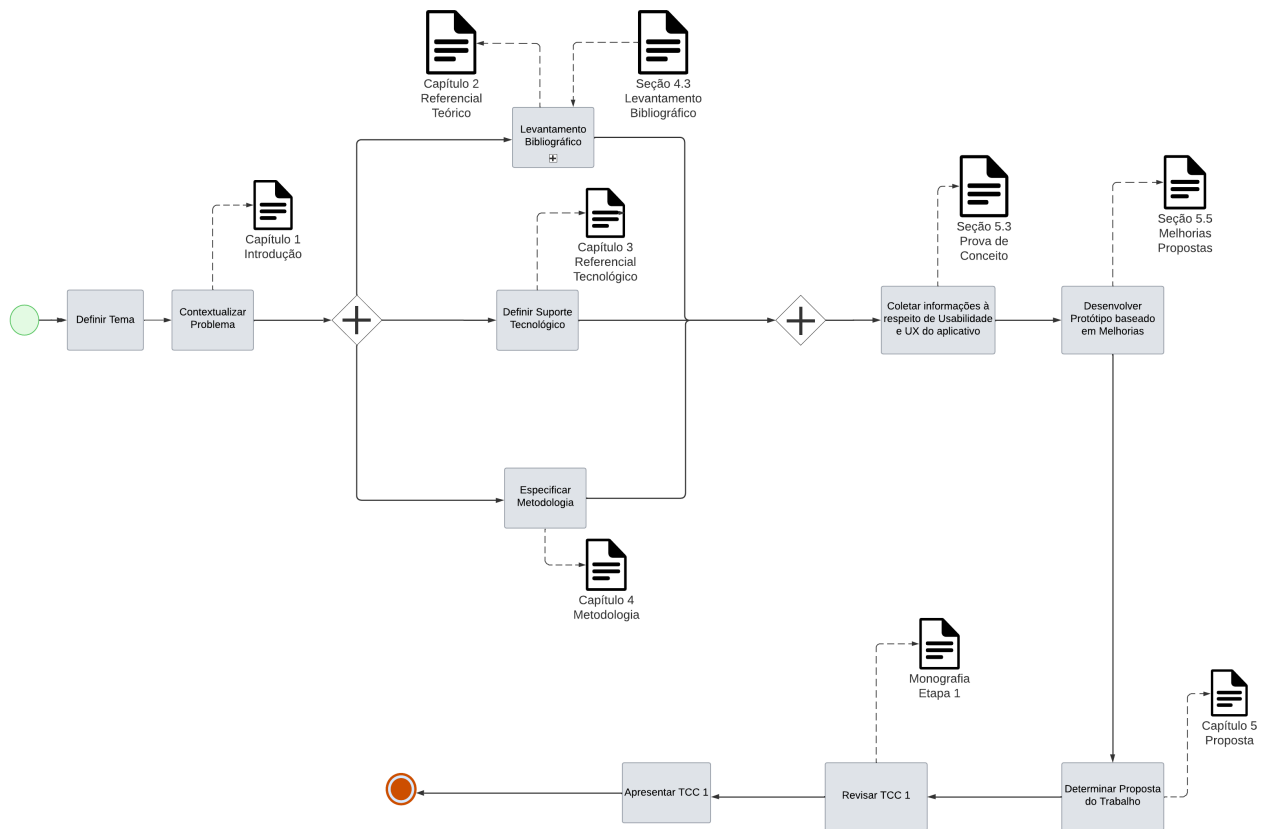 Capítulo 2
Referencial
Teórico
Seção 4.3
Levantamento
Bibliográfico
Levantamento
Bibliográfico
Capítulo 1
Introdução
Capítulo 3
Referencial
Tecnológico
Seção 5.3
Prova de
Conceito
Seção 5.5
Melhorias
Propostas
Definir Tema
Contextualizar
Problema
Definir Suporte
Tecnológico
Coletar informações à
respeito de Usabilidade
e UX do aplicativo
Desenvolver
Protótipo baseado
em Melhorias
Especificar
Metodologia
Capítulo 4
Metodologia
Monografia
Etapa 1
Capítulo 5
Proposta
Apresentar TCC 1
Revisar TCC 1
Determinar Proposta
do Trabalho